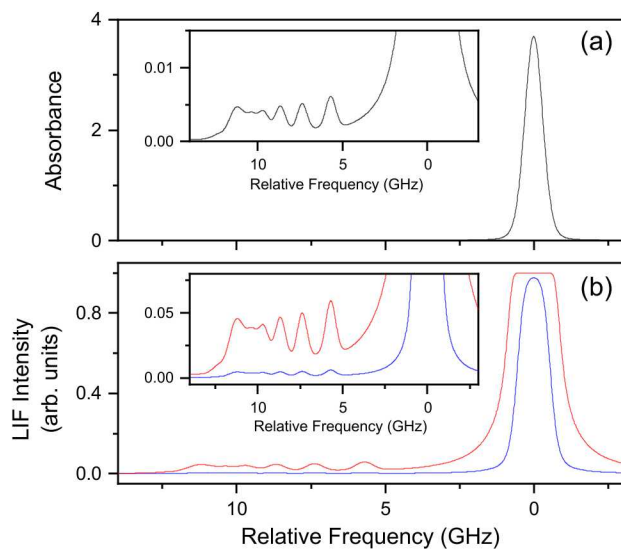 4
(a)
0.01
2
0.00
10 5 0
Relative Frequency (GHz)
Absorbance
0
(b)
0.8
0.05
0.4
0.00
10 5 0
Relative Frequency (GHz)
LIF Intensity
(arb. units)
0.0
10 5 0
Relative Frequency (GHz)